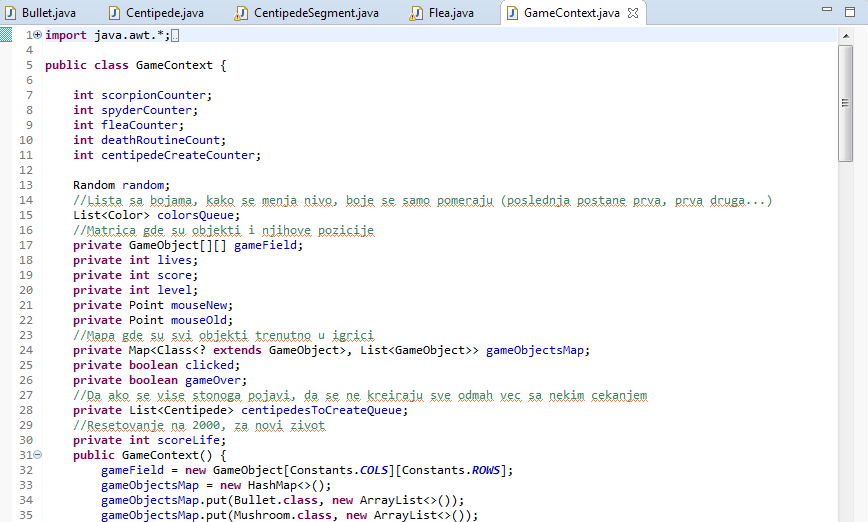 Bullet.java Centipede.java CentipedeSegment.java Flea.java GameContext.java
1 import java.awt.*;
4
5 public class GameContext {
6
7 int scorpionCounter;
8 int spyderCounter;
9 int fleaCounter;
10 int deathRoutineCount;
11 int centipedeCreateCounter;
12
13 Random random;
14 //Lista sa bojama, kako se menja nivo, boje se samo pomeraju (poslednja postane prva, prva druga...)
15 List<Color> colorsQueue;
16 //Matrica gde su objekti i njihove pozicije
17 private GameObject[][] gameField;
18 private int lives;
19 private int score;
20 private int level;
21 private Point mouseNew;
22 private Point mouseOld;
23 //Mapa gde su svi objekti trenutno u igrici
24 private Map<Class<? extends GameObject>, List<GameObject>> gameObjectsMap;
25 private boolean clicked;
26 private boolean gameOver;
27 //Da ako se vise stonoga pojavi, da se ne kreiraju sve odmah vec sa nekim cekanjem
28 private List<Centipede> centipedesToCreateQueue;
29 //Resetovanje na 2000, za novi zivot
30 private int scoreLife;
31 public GameContext() {
32 gameField = new GameObject[Constants.COLS][Constants.ROWS];
33 gameObjectsMap = new HashMap<>();
34 gameObjectsMap.put(Bullet.class, new ArrayList<>());
35 gameObjectsMap.put(Mushroom.class, new ArrayList<>());